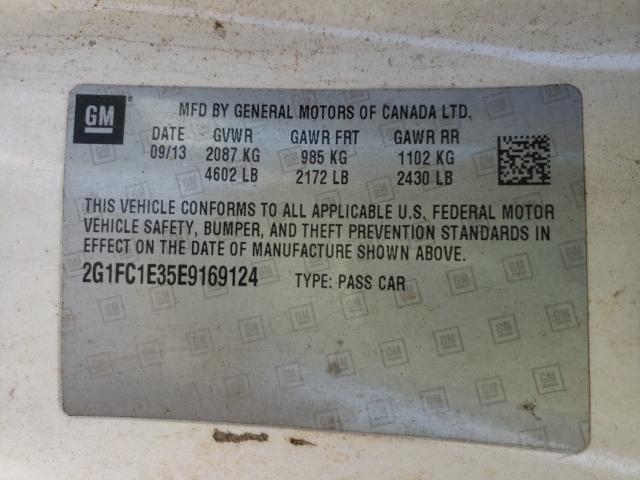 GM
MFD BY GENERAL MOTORS OF CANADA LTD.
DATE GVWR GAWR FRT GAWR RR
09/13 2087 KG 985 KG 1102 KG
4602 LB 2172 LB 2430 LB
THIS VEHICLE CONFORMS TO ALL APPLICABLE U.S. FEDERAL MOTOR
VEHICLE SAFETY, BUMPER, AND THEFT PREVENTION STANDARDS IN
EFFECT ON THE DATE OF MANUFACTURE SHOWN ABOVE.
2G1FC1E35E9169124 TYPE: PASS CAR